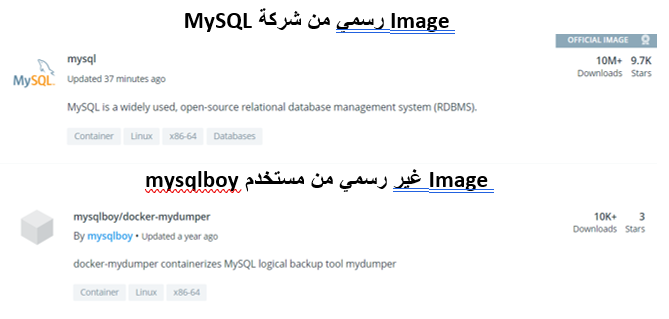 Image رسمي من شركة MySQL
OFFICIAL IMAGE
mysql
10M+ 9.7K
Updated 37 minutes ago
Downloads Stars
MySQL
MySQL is a widely used, open-source relational database management system (RDBMS).
Container Linux x86-64 Databases
Image غير رسمي من مستخدم mysqlboy
mysqlboy/docker-mydumper
10K+ 3
Downloads Stars
By mysqlboy • Updated a year ago
docker-mydumper containerizes MySQL logical backup tool mydumper
Container Linux x86-64